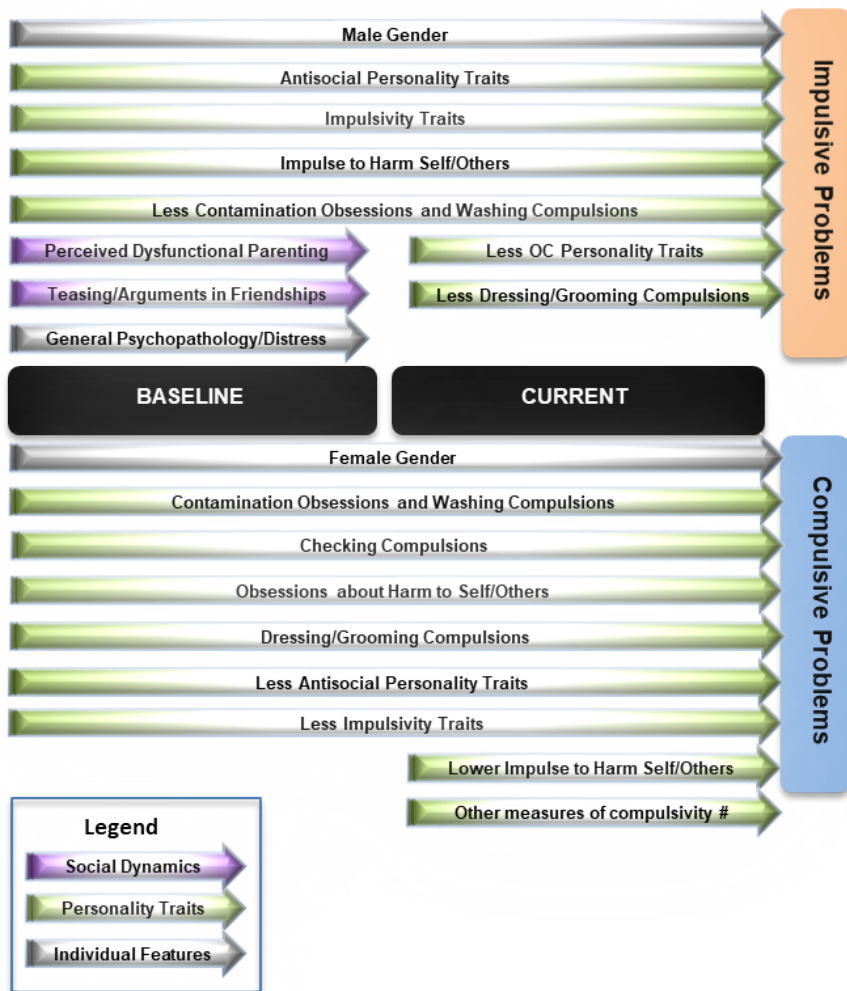 Male Gender
Antisocial Personality Traits
Impulsivity Traits
Impulse to Harm Self/Others
Less Contamination Obsessions and Washing Compulsions
Perceived Dysfunctional Parenting
Less OC Personality Traits
Teasing/Arguments in Friendships
Less Dressing/Grooming Compulsions
General Psychopathology/Distress
Impulsive Problems
BASELINE
CURRENT
Female Gender
Contamination Obsessions and Washing Compulsions
Checking Compulsions
Obsessions about Harm to Self/Others
Dressing/Grooming Compulsions
Less Antisocial Personality Traits
Less Impulsivity Traits
Lower Impulse to Harm Self/Others
Other measures of compulsivity #
Compulsive Problems
Legend
Social Dynamics
Personality Traits
Individual Features